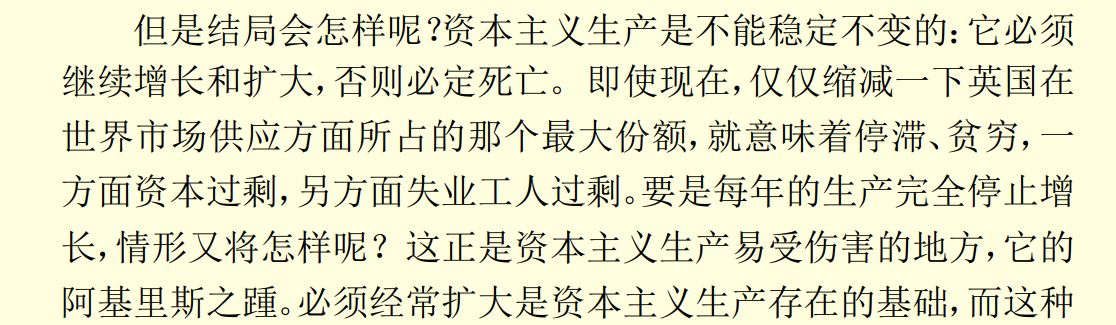 但是结局会怎样呢?资本主义生产是不能稳定不变的:它必须
继续增长和扩大,否则必定死亡。即使现在,仅仅缩减一下英国在
世界市场供应方面所占的那个最大份额,就意味着停滞、贫穷,一
方面资本过剩,另方面失业工人过剩。要是每年的生产完全停止增
长,情形又将怎样呢?这正是资本主义生产易受伤害的地方,它的
阿基里斯之踵。必须经常扩大是资本主义生产存在的基础,而这种